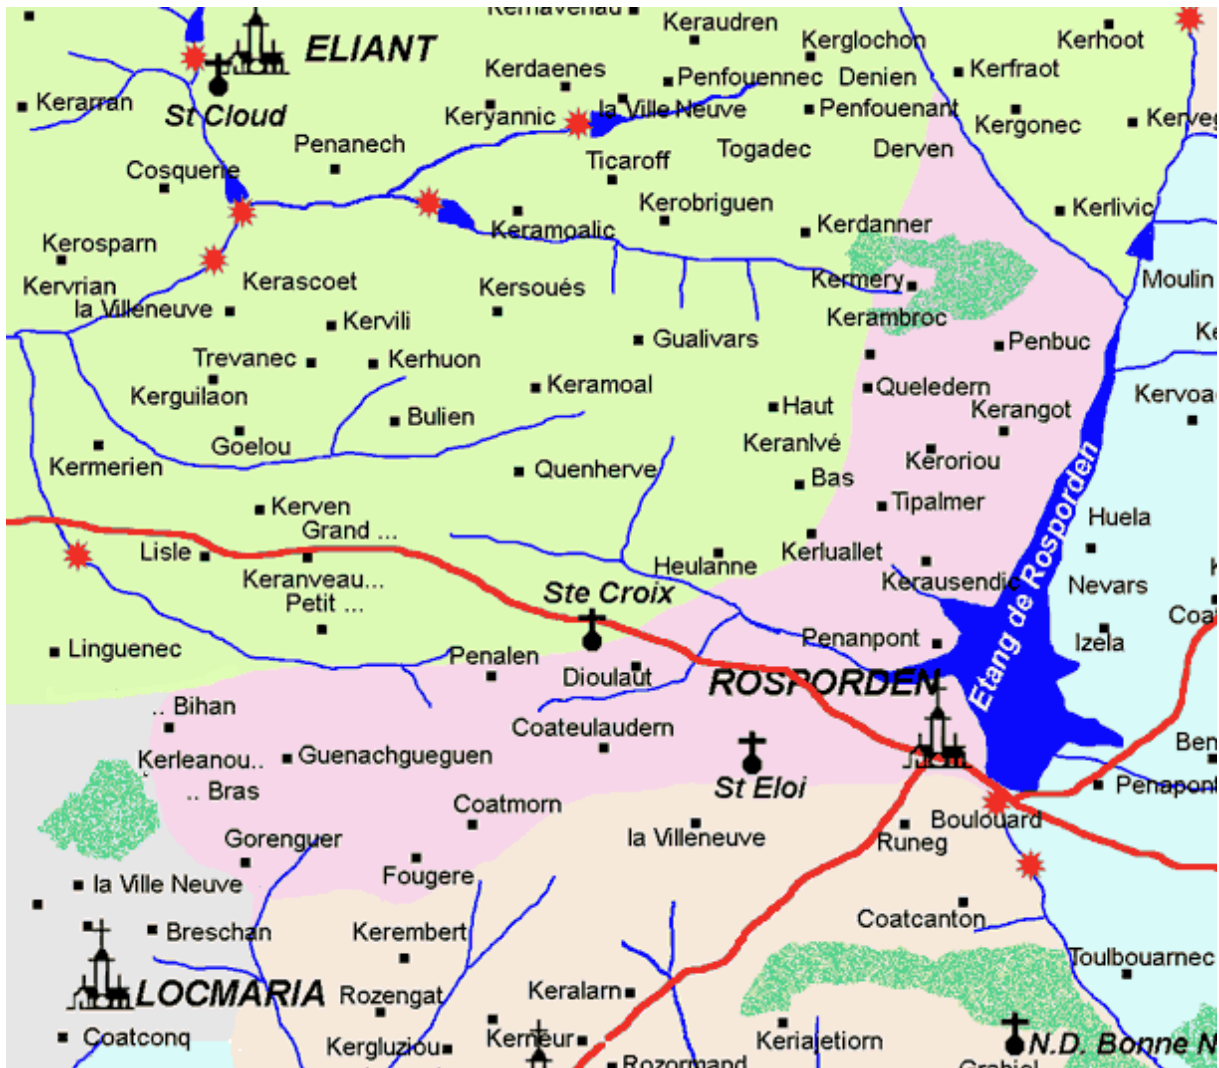 Keraudren
Kerglochon
Kerhoot
ELIANT
Kerdaenes
Penfouennec
Denien
Kerfraot
Kerarran
St Cloud
Keryannic
la Ville Neuve
Penfouenant
Kergonec
Penanech
Ticaroff
Togadec
Derven
Cosquerie
Kerobriguen
Kerlivic
Keramoalic
Kerdanner
Kerosparn
Kervrian
Kerascoet
Kersoués
Kermery
Moulin
la Villeneuve
Kervili
Gualivars
Kerambroc
Penbuc
Trevanec
Kerhuon
Keramoal
Queledern
Kerguilaon
Bulien
Haut
Kerangot
Goelou
Keranlvé
Kermerien
Quenherve
Bas
Keroriou
Kerven
Tipalmer
Etang de Rosporden
Huela
Grand ...
Lisle
Kerluallet
Heulanne
Keranveau...
Kerausendic
Nevars
Petit ...
Ste Croix
Izela
Linguenec
Penalen
Penanpont
Dioulaut
ROSPORDEN
.. Bihan
Coateulaudern
Kerleanou..
Guenachgueguen
.. Bras
St Eloi
Penapont
Coatmorn
Boulouard
Gorenguer
la Villeneuve
Runeg
la Ville Neuve
Fougere
Coatcanton
Breschan
Kerembert
Toulbouarnec
LOCMARIA
Rozengat
Keralarn
Coatconq
Kergluziou
Kerneur
Kerialetiorn
N.D. Bonne N
Rozormand